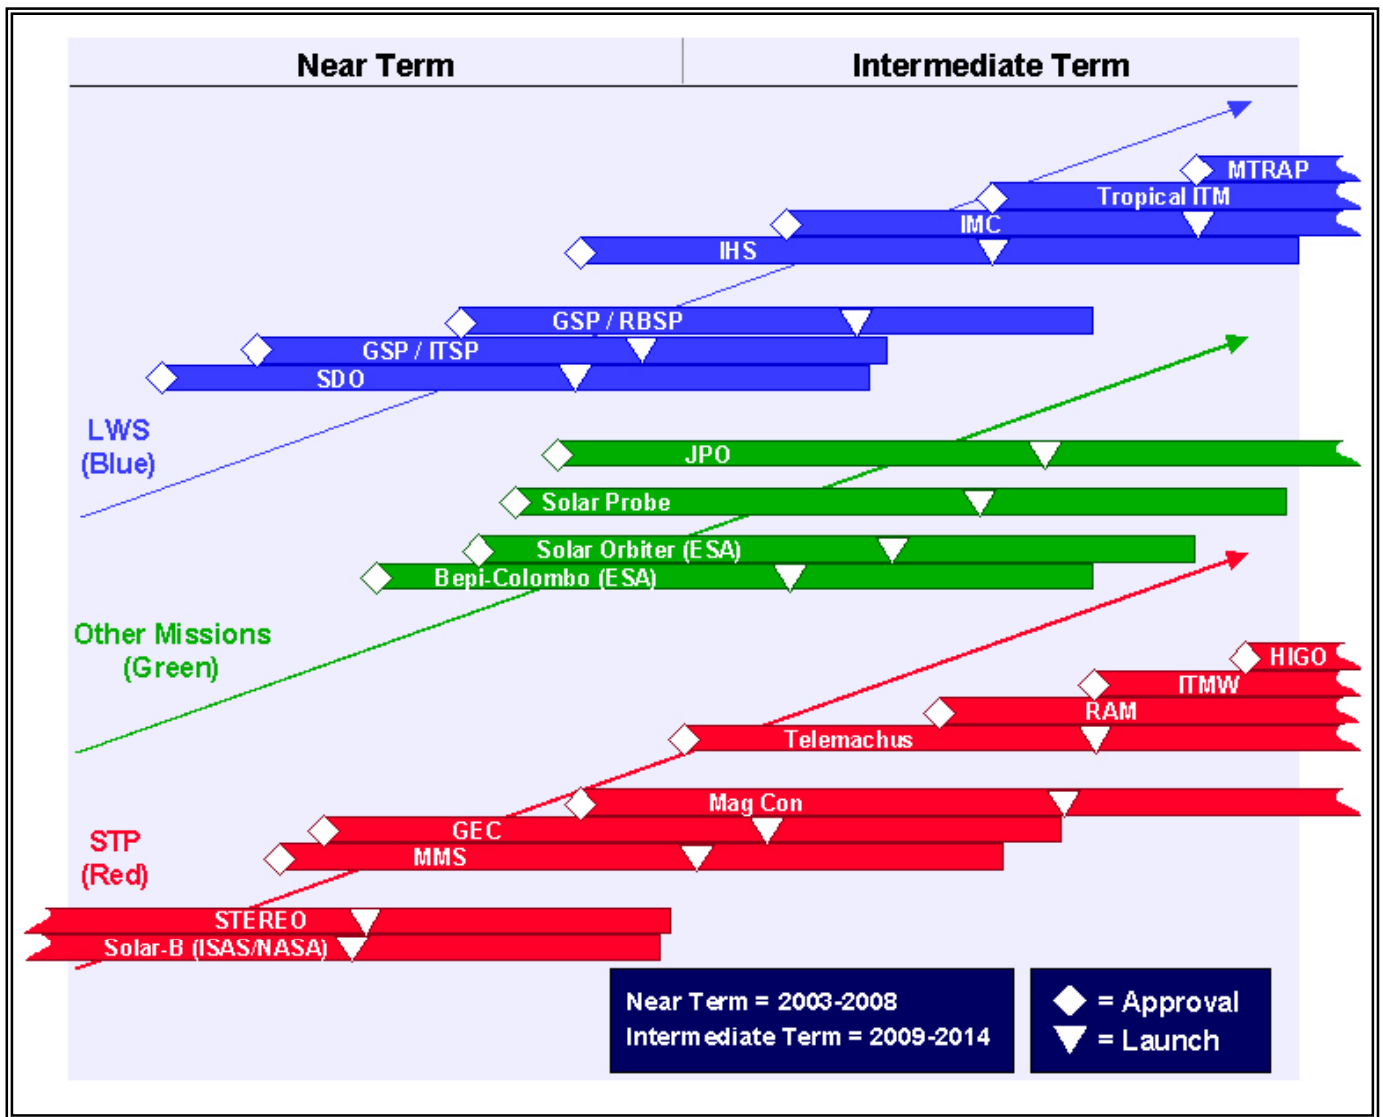 Near Term
Intermediate Term
MTRAP
Tropical ITM
IMC
IHS
GSP / RBSP
GSP / ITSP
SDO
LWS
(Blue)
JPO
Solar Probe
Solar Orbiter (ESA)
Bepi-Colombo (ESA)
Other Missions
(Green)
HIGO
ITMW
RAM
Telemachus
Mag Con
GEC
MMS
STP
(Red)
STEREO
Solar-B (ISAS/NASA)
Near Term = 2003-2008
Intermediate Term = 2009-2014
= Approval
= Launch